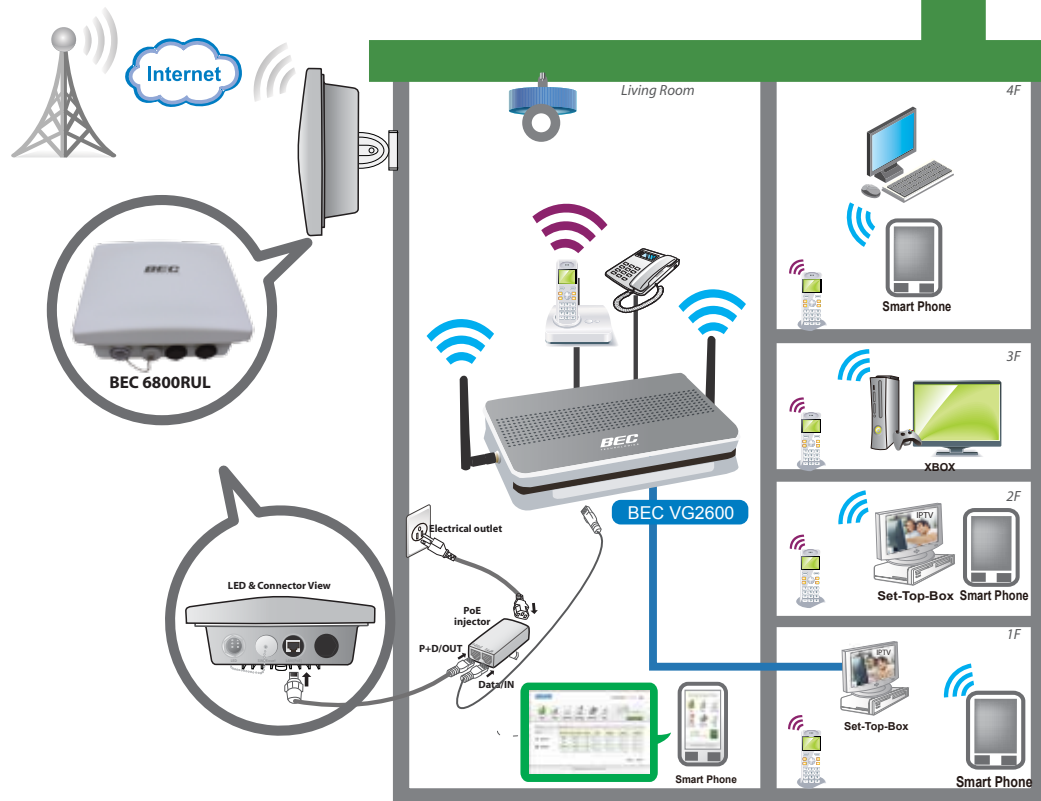 Internet
Living Room
4F
BEC
BEC 6800RUL
Smart Phone
3F
XBOX
BEC
BEC VG2600
2F
IPTV
Set-Top-Box
Smart Phone
Electrical outlet
LED & Connector View
PoE
injector
P+D/OUT
Data/IN
1F
IPTV
Set-Top-Box
Smart Phone
Smart Phone